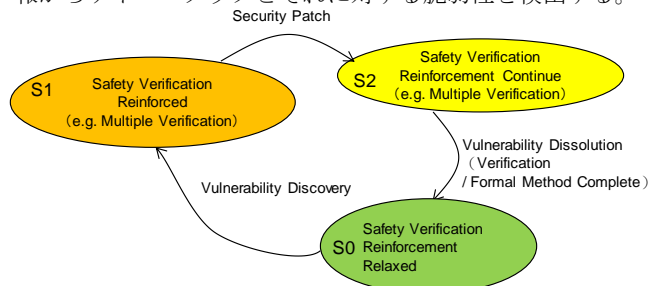 Security Patch
S1
Safety Verification
Reinforced
(e.g. Multiple Verification)
S2
Safety Verification
Reinforcement Continue
(e.g. Multiple Verification)
Vulnerability Dissolution
(Verification
/ Formal Method Complete)
Vulnerability Discovery
S0
Safety Verification
Reinforcement
Relaxed